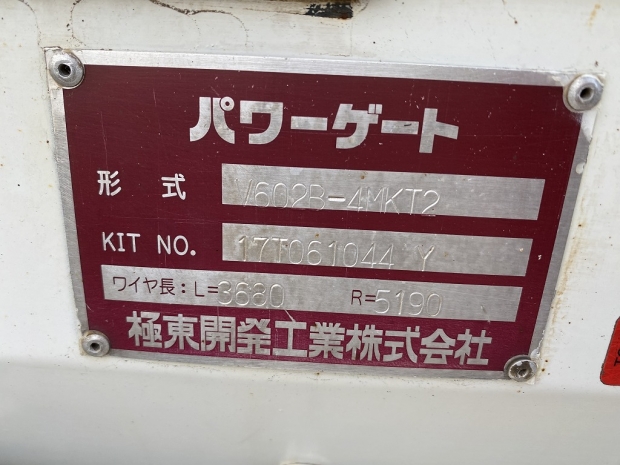 パワーゲート
形式 V602B-4MKT2
KIT NO. 17T061044 Y
ワイヤ長:L=3680 R=5190
極東開発工業株式会社